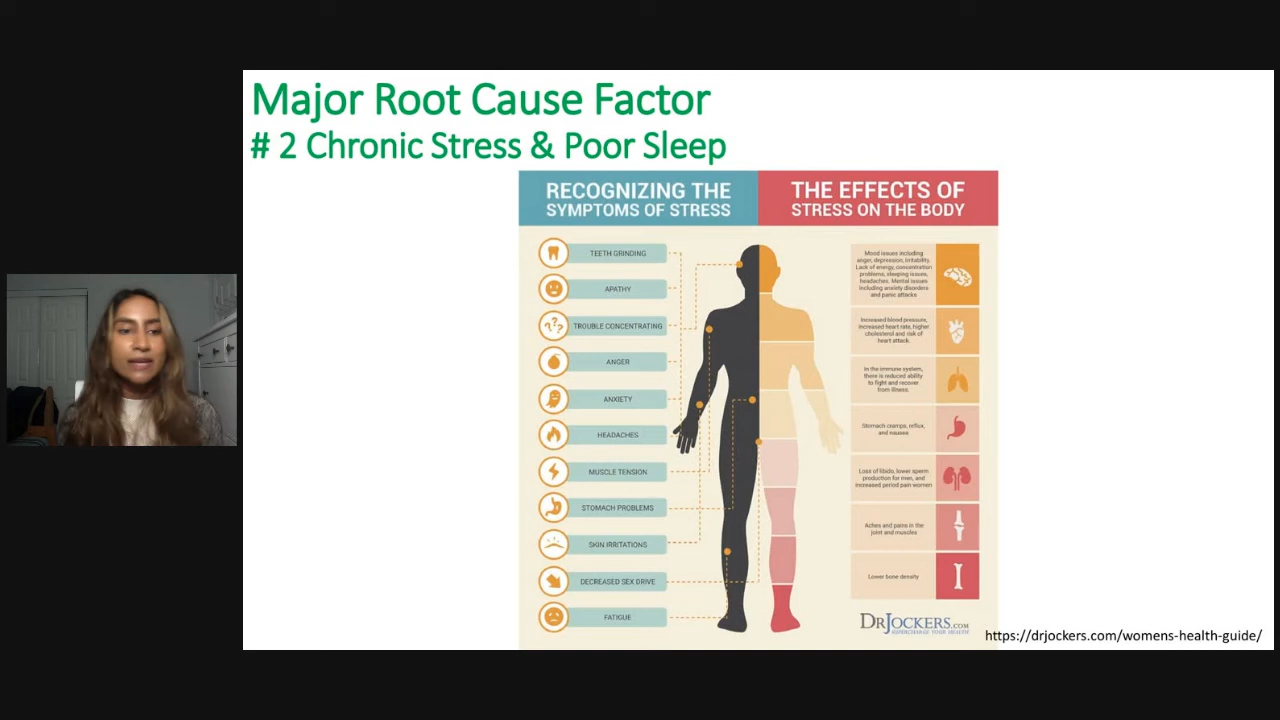 Major Root Cause Factor
# 2 Chronic Stress & Poor Sleep
RECOGNIZING THE
SYMPTOMS OF STRESS
THE EFFECTS OF
STRESS ON THE BODY
TEETH GRINDING
APATHY
TROUBLE CONCENTRATING
ANGER
ANXIETY
HEADACHES
MUSCLE TENSION
STOMACH PROBLEMS
SKIN IRRITATIONS
DECREASED SEX DRIVE
FATIGUE
Mood issues including
anger, depression, irritability.
Lack of energy, concentration
problems, sleeping issues,
headaches. Mental issues
including anxiety disorders
and panic attacks
Increased blood pressure,
increased heart rate, higher
cholesterol and risk of
heart attack.
In the immune system,
there is reduced ability
to fight and recover
from illness.
Stomach cramps, reflux,
and nausea
Loss of libido, lower sperm
production for men, and
increased period pain women
Aches and pains in the
joint and muscles
Lower bone density
DRJOCKERS.COM
SUPERCHARGE YOUR HEALTH
https://drjockers.com/womens-health-guide/